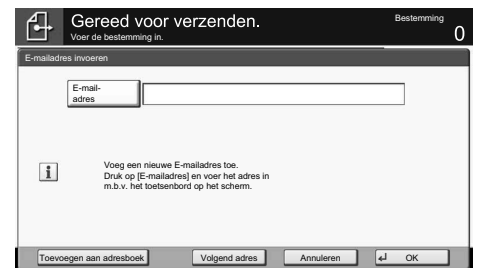 Gereed voor verzenden.
Bestemming
Voer de bestemming in.
0
E-mailadres invoeren
E-mail-
adres
Voeg een nieuwe E-mailadres toe.
Druk op [E-mailadres] en voer het adres in
m.b.v. het toetsenbord op het scherm.
Toevoegen aan adresboek
Volgend adres
Annuleren
OK